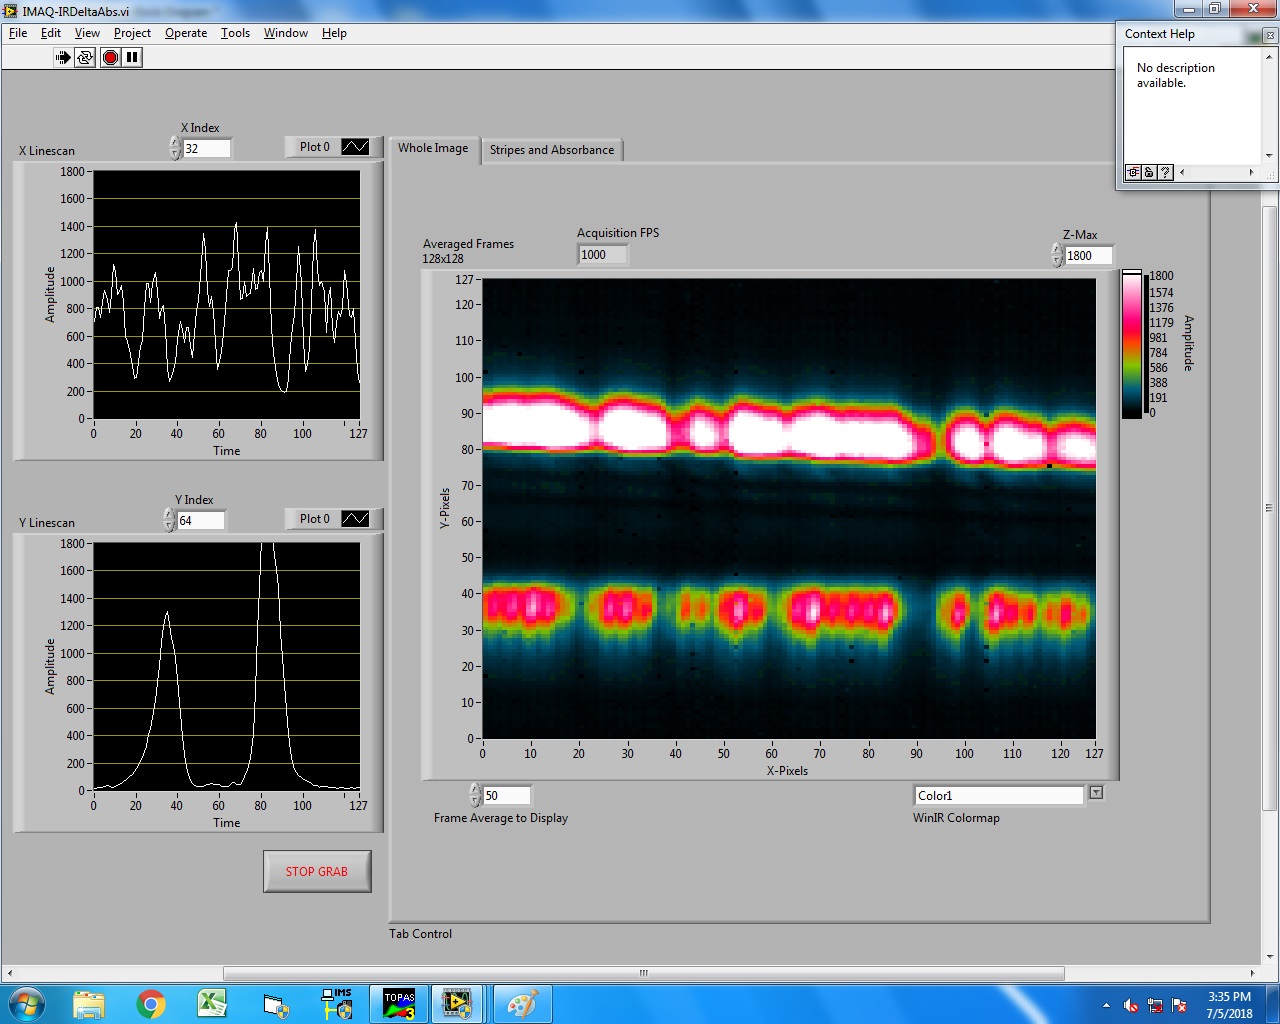 IMAQ-IRDeltaAbs.vi
File Edit View Project Operate Tools Window Help
Context Help
No description
available.
X Index
32
X Linescan
Plot 0
1800
1600
1400
1200
1000
800
600
400
200
0
Amplitude
0 20 40 60 80 100 127
Time
Y Index
64
Y Linescan
Plot 0
1800
1600
1400
1200
1000
800
600
400
200
0
Amplitude
0 20 40 60 80 100 127
Time
STOP GRAB
Whole Image Stripes and Absorbance
Averaged Frames
128x128
Acquisition FPS
1000
Z-Max
1800
127
120
110
100
90
80
70
60
50
40
30
20
10
0
Y-Pixels
0 10 20 30 40 50 60 70 80 90 100 110 120 127
X-Pixels
1800
1574
1376
1179
981
784
586
388
191
0
Amplitude
50
Frame Average to Display
Color1
WinIR Colormap
Tab Control
IMS
TOPAS
3
3:35 PM
7/5/2018